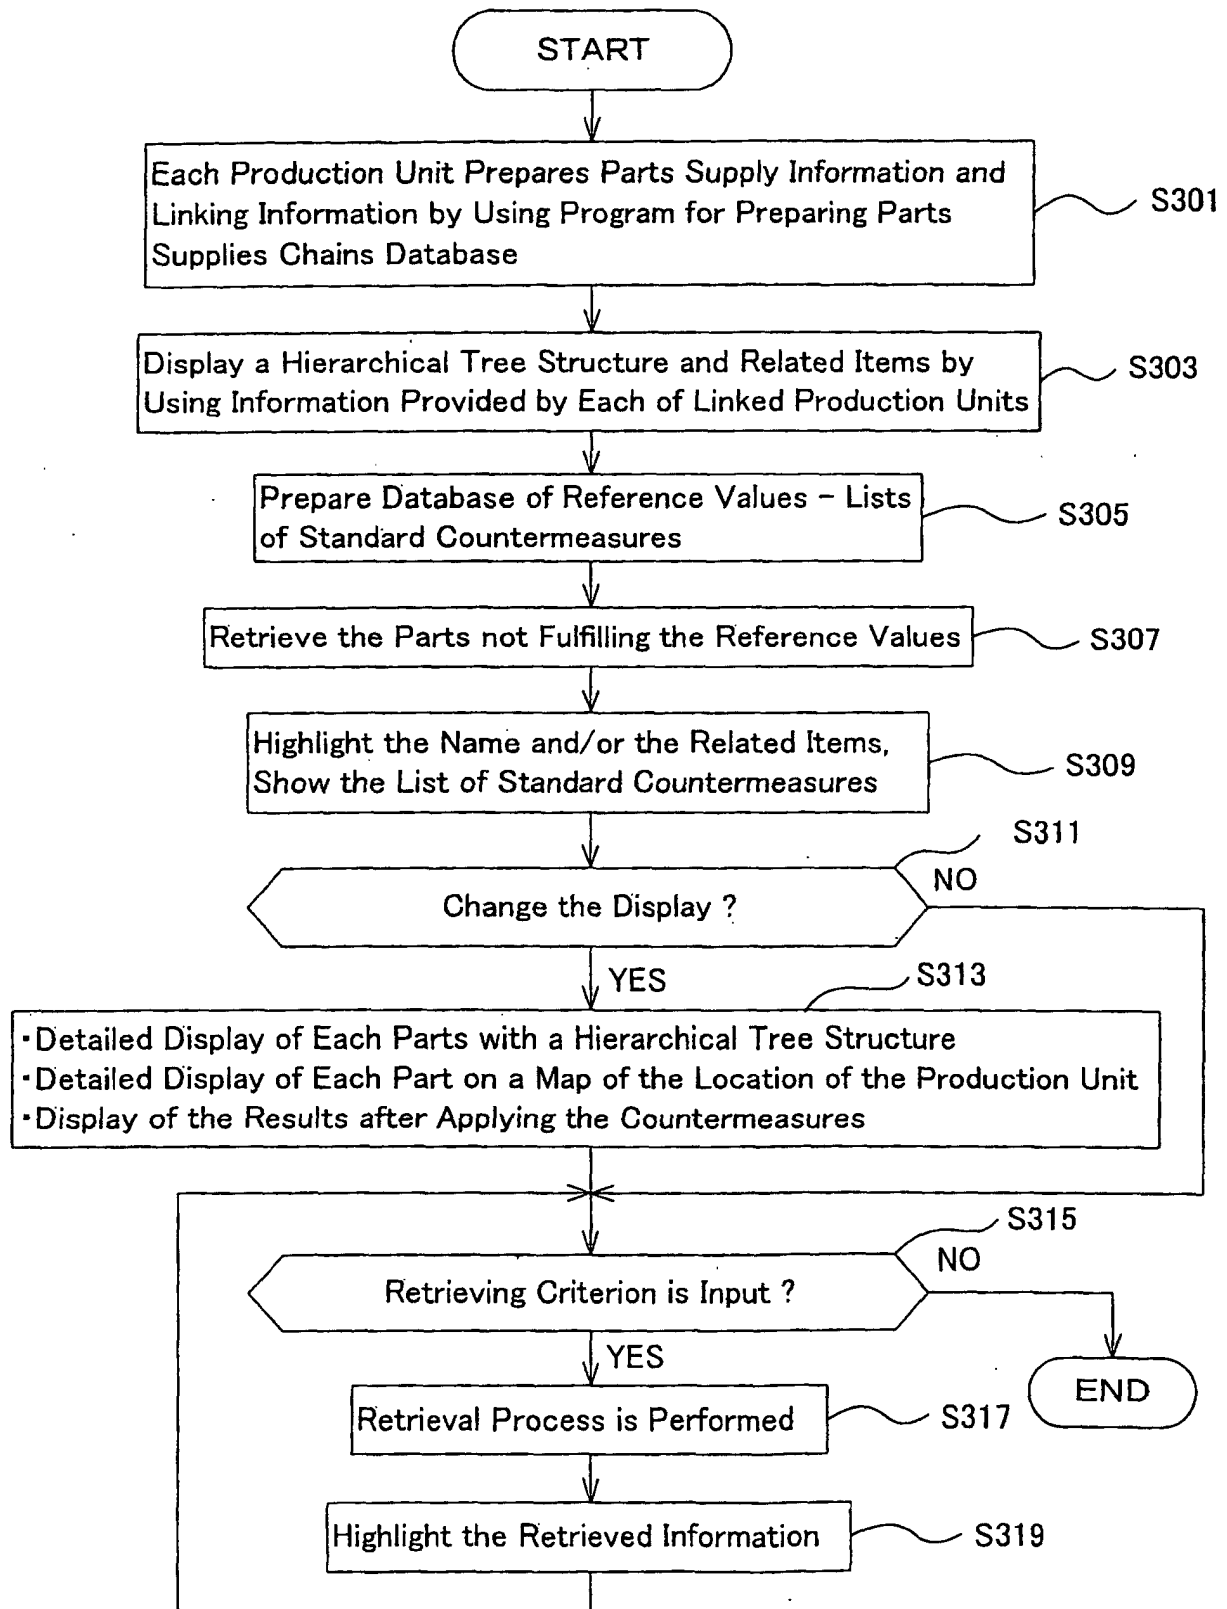 START
Each Production Unit Prepares Parts Supply Information and
Linking Information by Using Program for Preparing Parts
Supplies Chains Database
S301
Display a Hierarchical Tree Structure and Related Items by
Using Information Provided by Each of Linked Production Units
S303
Prepare Database of Reference Values – Lists
of Standard Countermeasures
S305
Retrieve the Parts not Fulfilling the Reference Values
S307
Highlight the Name and/or the Related Items,
Show the List of Standard Countermeasures
S309
S311
Change the Display ?
NO
YES
S313
・Detailed Display of Each Parts with a Hierarchical Tree Structure
・Detailed Display of Each Part on a Map of the Location of the Production Unit
・Display of the Results after Applying the Countermeasures
S315
Retrieving Criterion is Input ?
NO
YES
END
Retrieval Process is Performed
S317
Highlight the Retrieved Information
S319